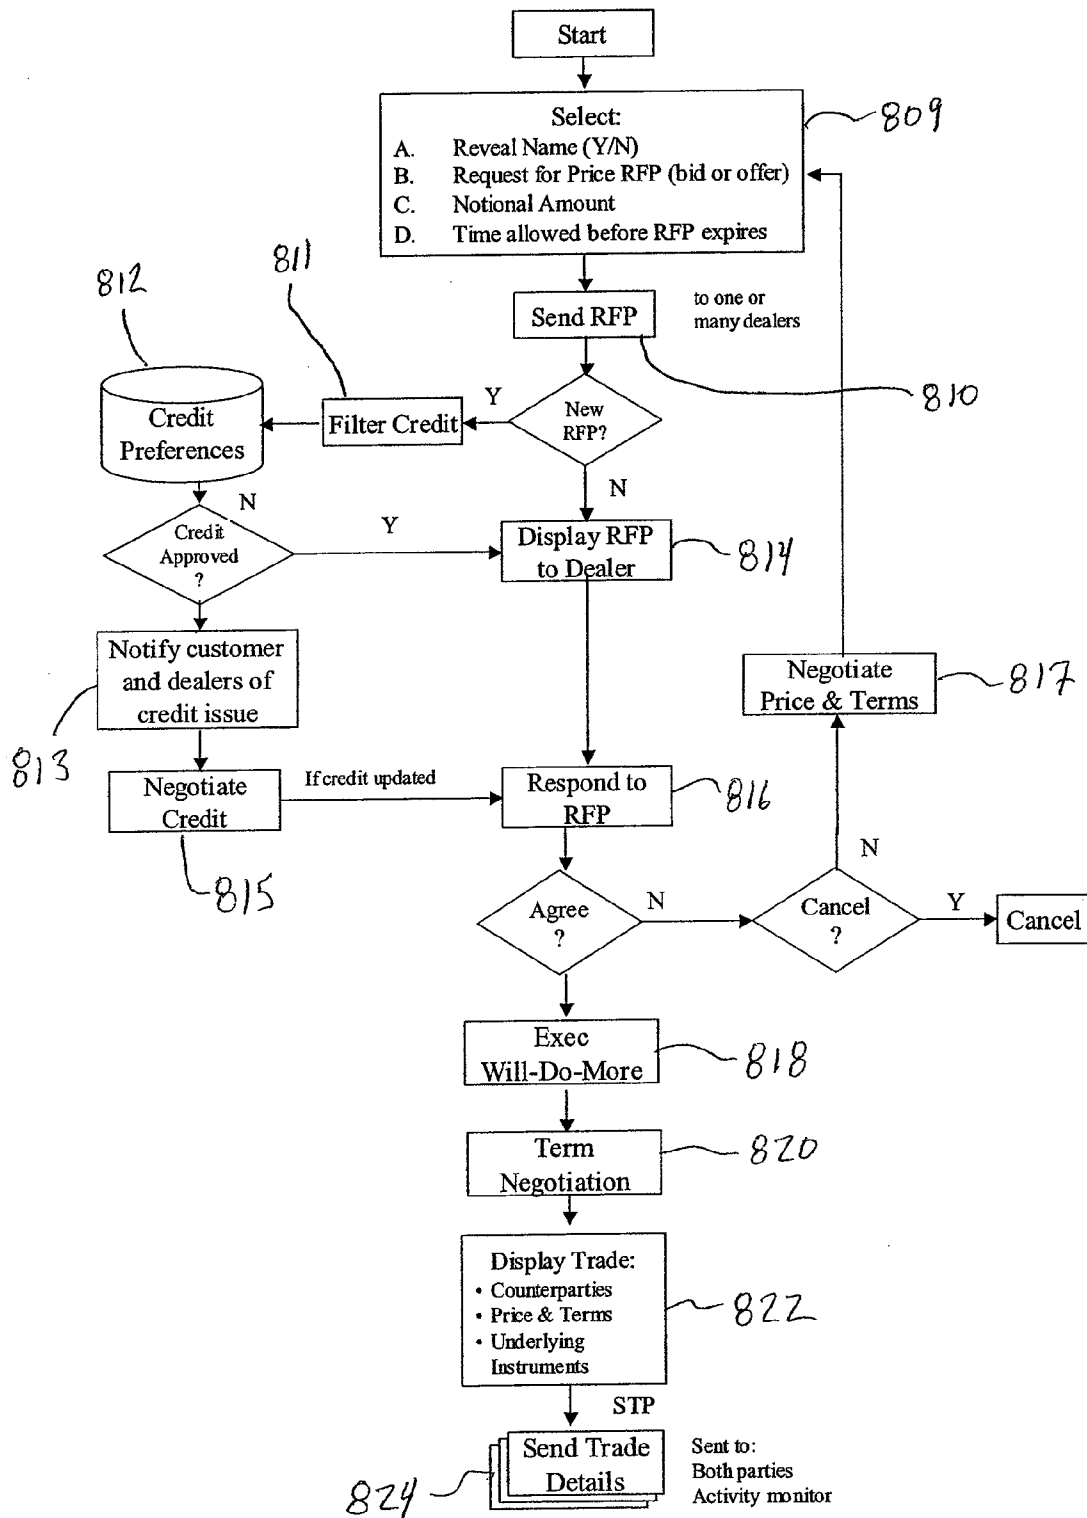 Start
Select:
A. Reveal Name (Y/N)
B. Request for Price RFP (bid or offer)
C. Notional Amount
D. Time allowed before RFP expires
809
811
812
Send RFP
to one or
many dealers
810
Credit
Preferences
Filter Credit
Y
New
RFP?
N
N
Credit
Approved
?
Y
Display RFP
to Dealer
814
Notify customer
and dealers of
credit issue
813
Negotiate
Price & Terms
817
Negotiate
Credit
815
If credit updated
Respond to
RFP
816
N
Agree
?
N
Cancel
?
Y
Cancel
Exec
Will-Do-More
818
Term
Negotiation
820
Display Trade:
• Counterparties
• Price & Terms
• Underlying
Instruments
822
STP
Send Trade
Details
824
Sent to:
Both parties
Activity monitor